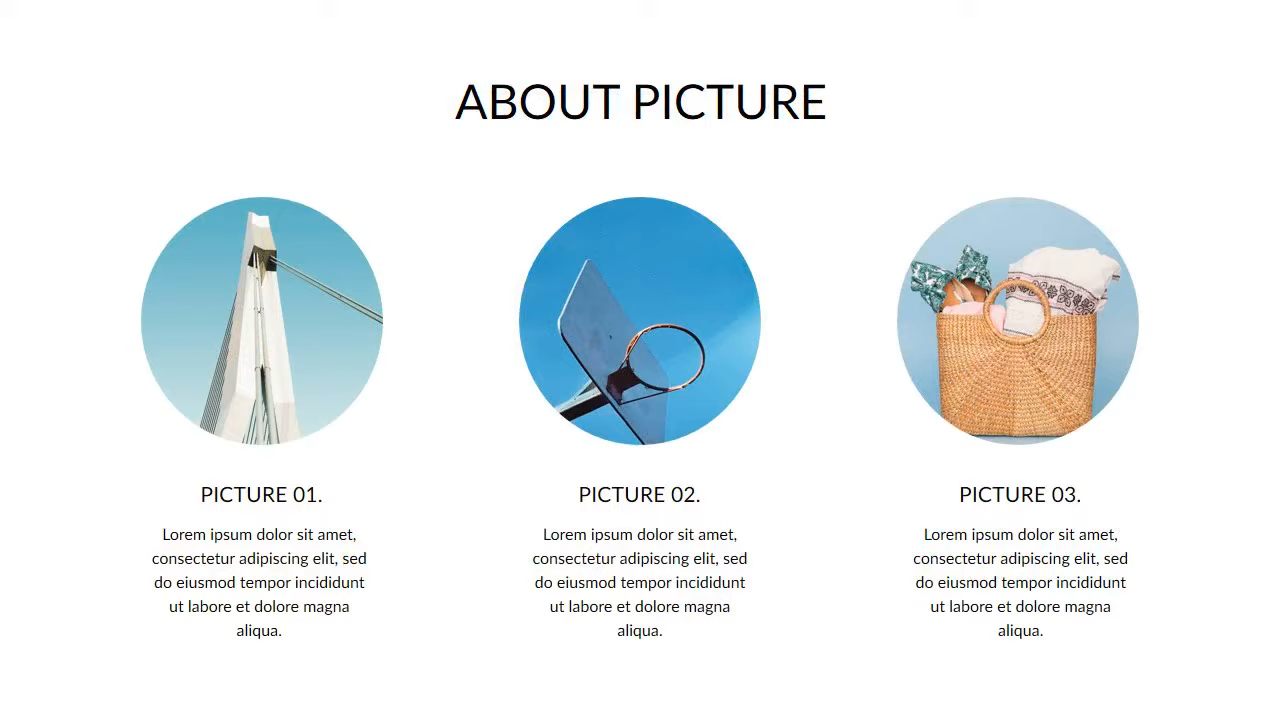 ABOUT PICTURE
PICTURE 01.
Lorem ipsum dolor sit amet,
consectetur adipiscing elit, sed
do eiusmod tempor incididunt
ut labore et dolore magna
aliqua.
PICTURE 02.
Lorem ipsum dolor sit amet,
consectetur adipiscing elit, sed
do eiusmod tempor incididunt
ut labore et dolore magna
aliqua.
PICTURE 03.
Lorem ipsum dolor sit amet,
consectetur adipiscing elit, sed
do eiusmod tempor incididunt
ut labore et dolore magna
aliqua.